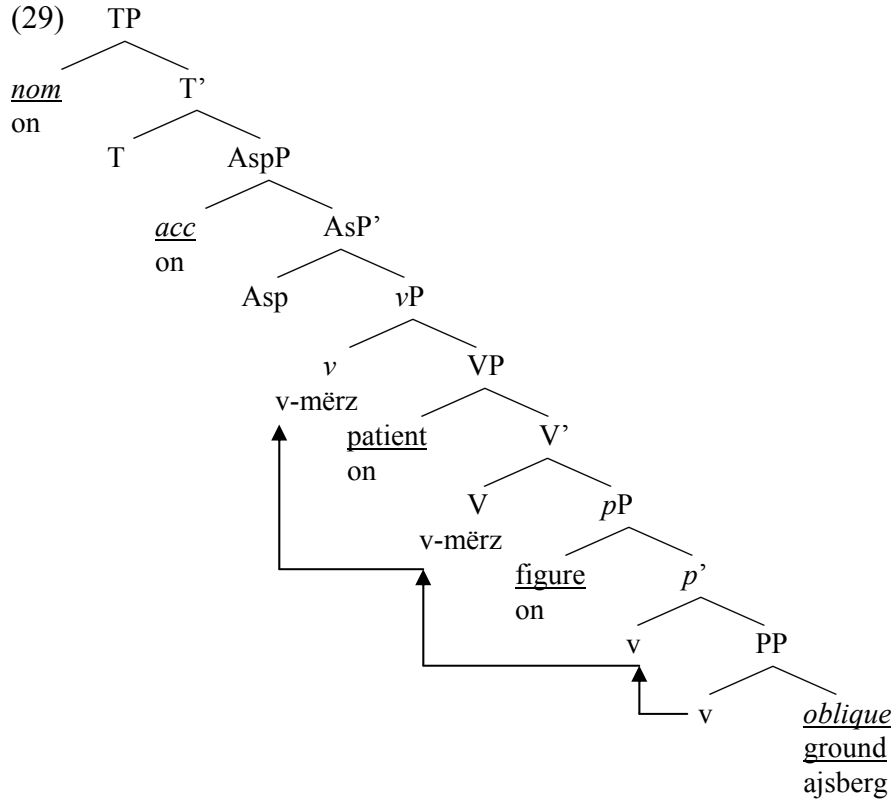 (29) TP
nom T’
on
T AspP
acc AsP’
on
Asp vP
v VP
v-mërz
patient V’
on
V pP
v-mërz
figure p’
on
v PP
v oblique
ground
ajsberg